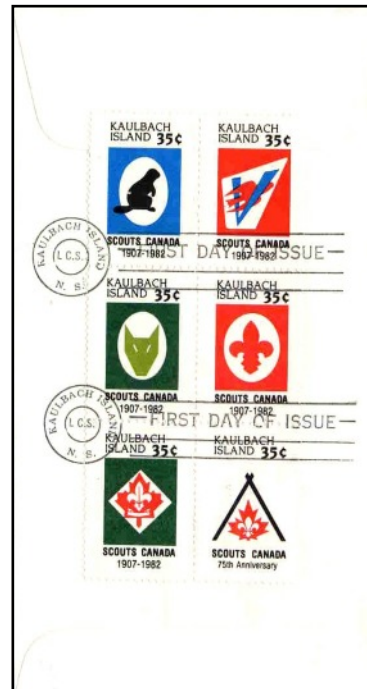 KAULBACH
ISLAND 35¢
SCOUTS CANADA
1907-1982
KAULBACH
ISLAND 35¢
SCOUTS CANADA
1907-1982
KAULBACH ISLAND
I.C.S.
N. S.
FIRST DAY OF ISSUE
KAULBACH
ISLAND 35¢
SCOUTS CANADA
1907-1982
KAULBACH
ISLAND 35¢
SCOUTS CANADA
1907-1982
KAULBACH ISLAND
I.C.S.
N. S.
FIRST DAY OF ISSUE
KAULBACH
ISLAND 35¢
SCOUTS CANADA
1907-1982
KAULBACH
ISLAND 35¢
SCOUTS CANADA
75th Anniversary